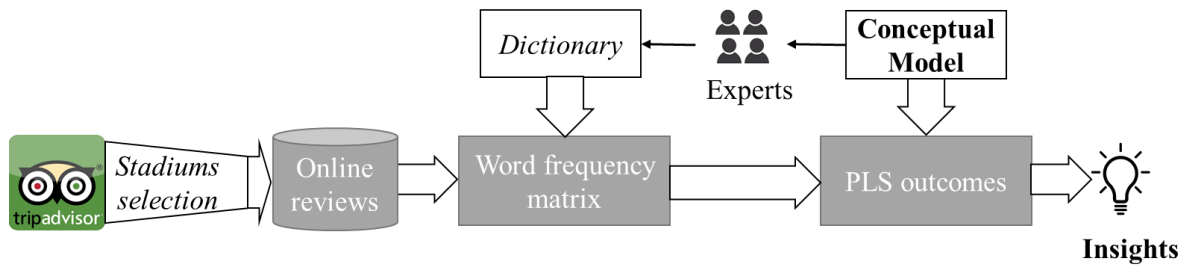 Dictionary
Experts
Conceptual
Model
tripadvisor®
Stadiums
selection
Online
reviews
Word frequency
matrix
PLS outcomes
Insights